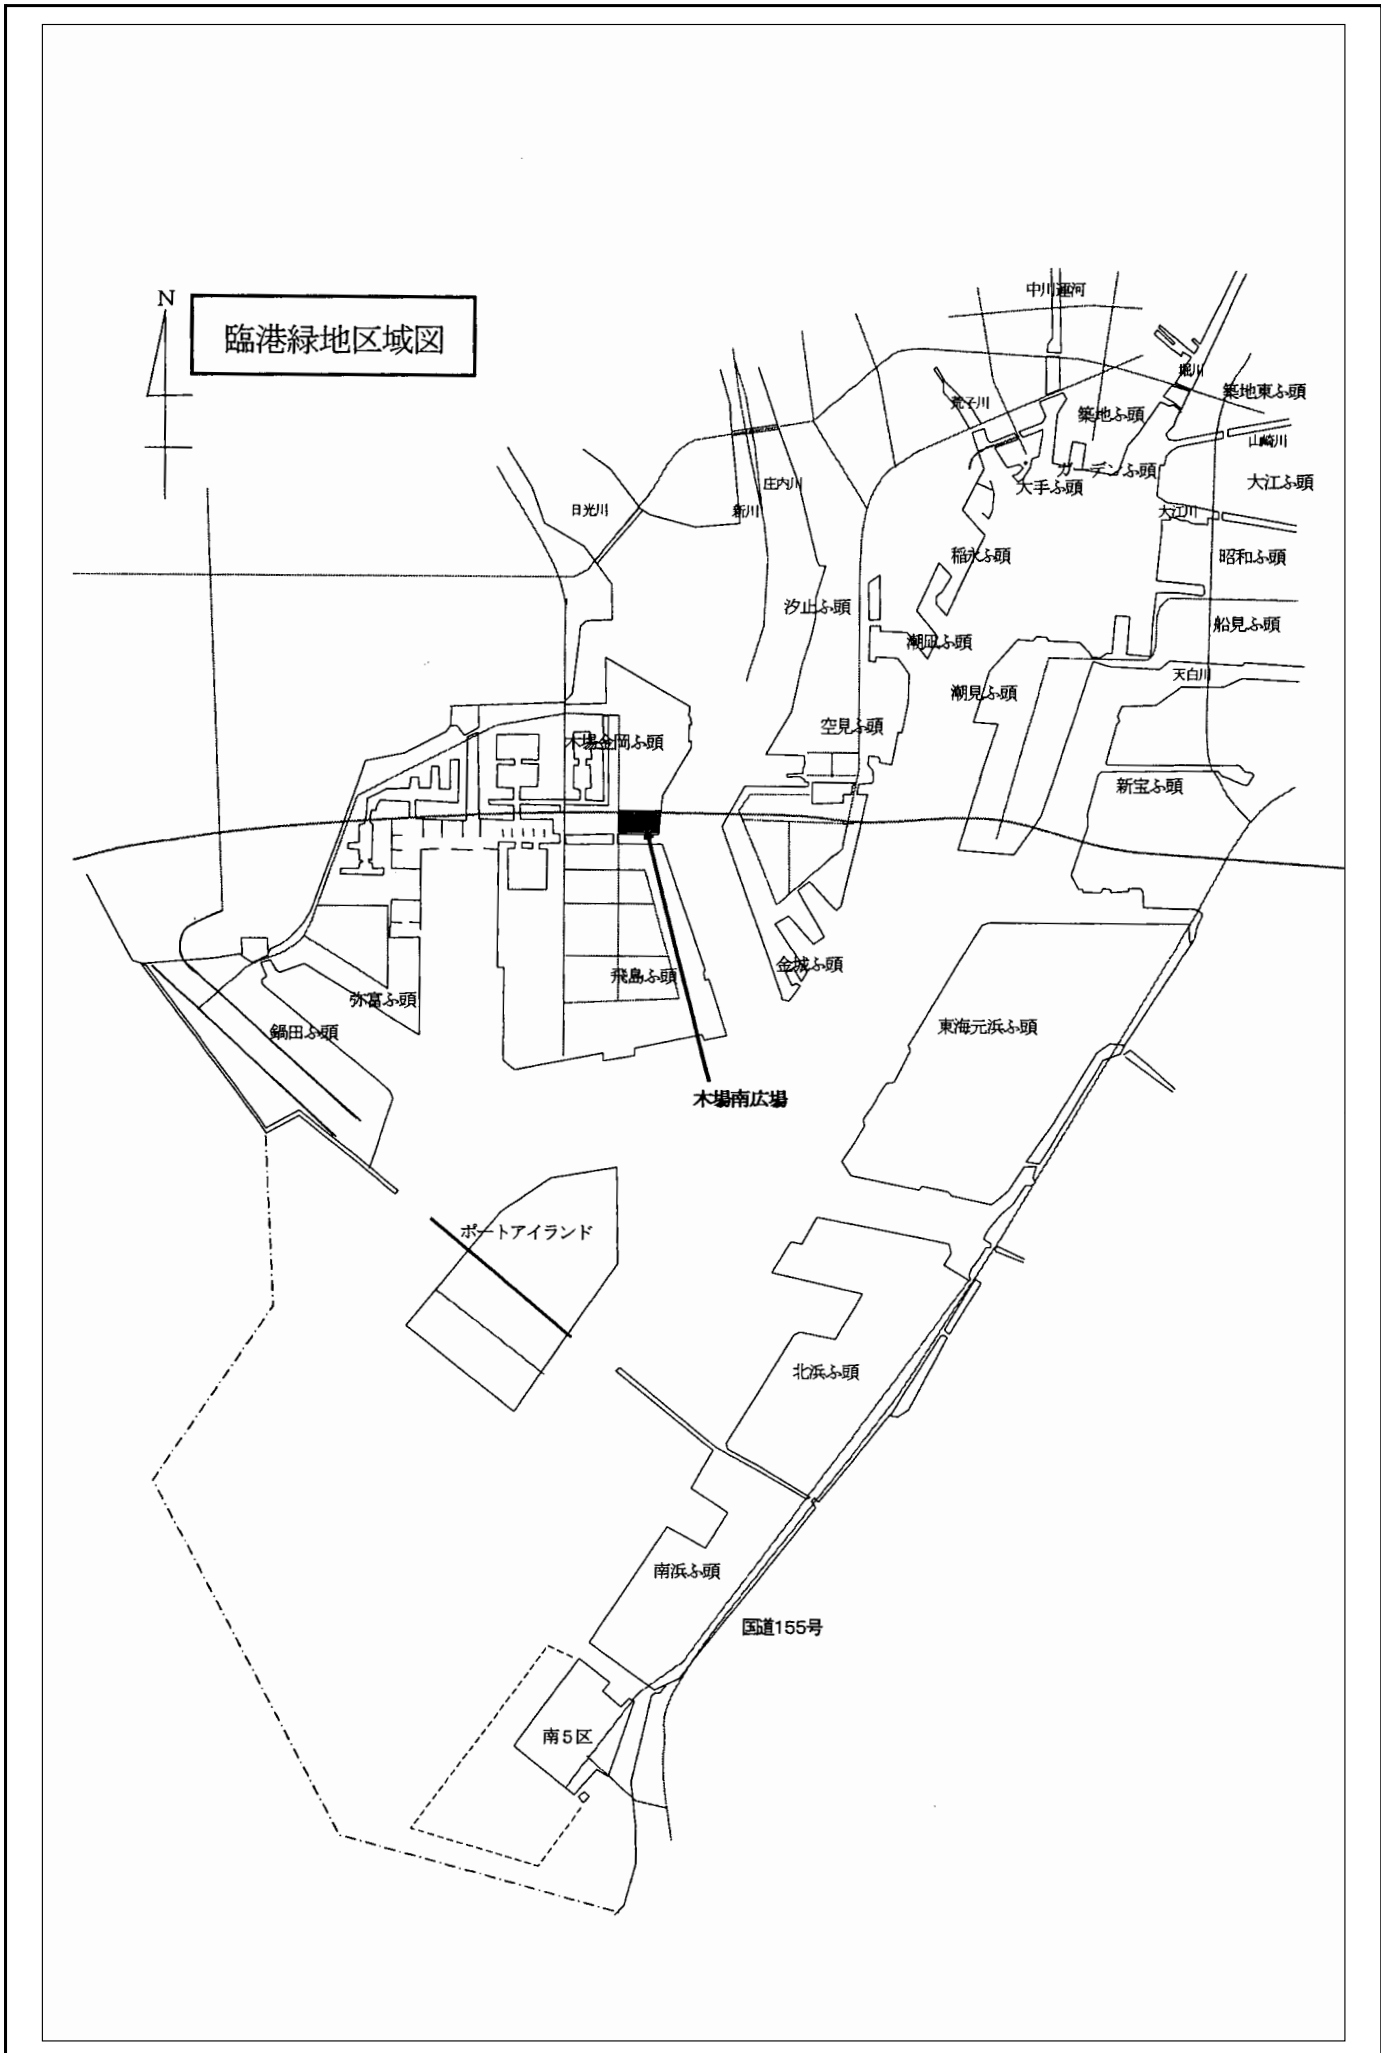 N
臨港緑地区域図
中川運河
堀川
築地東ふ頭
荒子川
築地ふ頭
山崎川
ガーデンふ頭
大手ふ頭
大江ふ頭
庄内川
新川
日光川
大江川
稲永ふ頭
昭和ふ頭
汐止ふ頭
船見ふ頭
潮凪ふ頭
天白川
潮見ふ頭
空見ふ頭
木場金岡ふ頭
新宝ふ頭
金城ふ頭
飛島ふ頭
弥富ふ頭
鍋田ふ頭
東海元浜ふ頭
木場南広場
ポートアイランド
北浜ふ頭
南浜ふ頭
国道155号
南5区